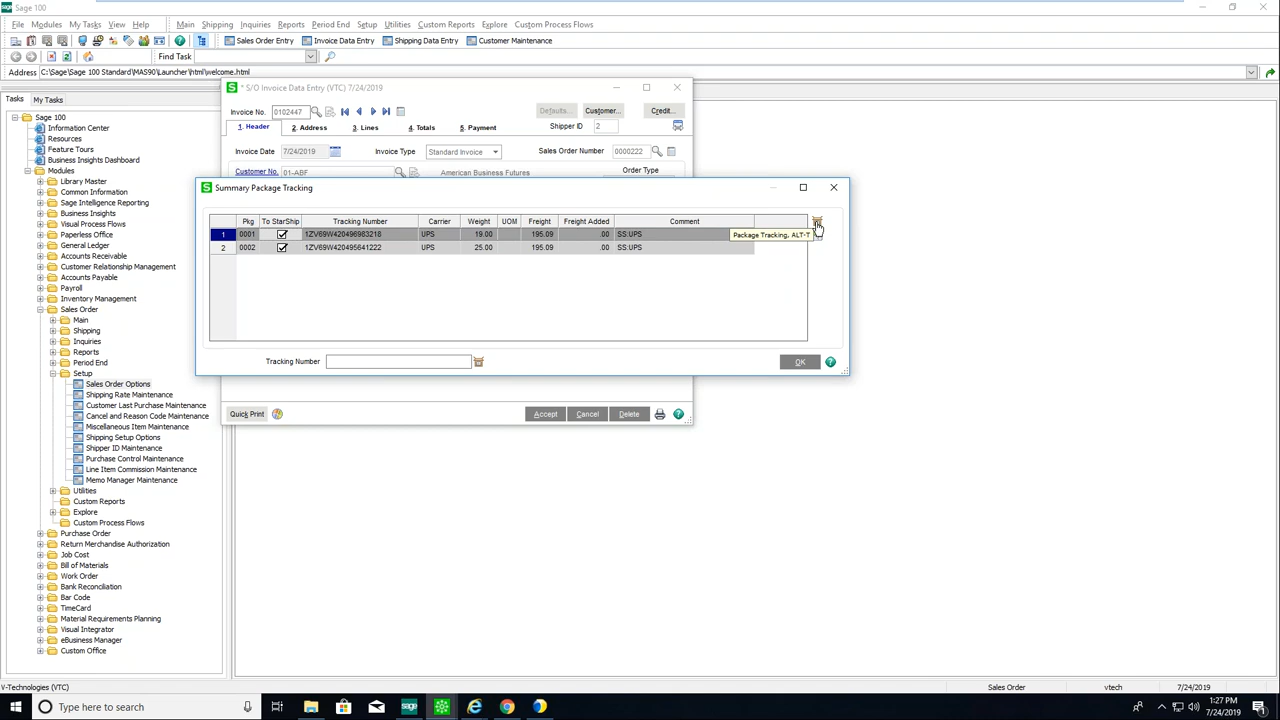 Sage 100
File Modules My Tasks View Help Main Shipping Inquiries Reports Period End Setup Utilities Custom Reports Explore Custom Process Flows
Sales Order Entry Invoice Data Entry Shipping Data Entry Customer Maintenance
Find Task
Address C:\Sage\Sage 100 Standard\MAS90\Launcher\html\welcome.html
Tasks My Tasks
Sage 100
Information Center
Resources
Feature Tours
Business Insights Dashboard
Modules
Library Master
Common Information
Sage Intelligence Reporting
Business Insights
Visual Process Flows
Paperless Office
General Ledger
Accounts Receivable
Customer Relationship Management
Accounts Payable
Payroll
Inventory Management
Sales Order
Main
Shipping
Inquiries
Reports
Period End
Setup
Sales Order Options
Shipping Rate Maintenance
Customer Last Purchase Maintenance
Cancel and Reason Code Maintenance
Miscellaneous Item Maintenance
Shipping Setup Options
Shipper ID Maintenance
Purchase Control Maintenance
Line Item Commission Maintenance
Memo Manager Maintenance
Utilities
Custom Reports
Explore
Custom Process Flows
Purchase Order
Return Merchandise Authorization
Job Cost
Bill of Materials
Work Order
Bank Reconciliation
Bar Code
TimeCard
Material Requirements Planning
Visual Integrator
eBusiness Manager
Custom Office
* S/O Invoice Data Entry (VTC) 7/24/2019
Invoice No. 0102447 Defaults... Customer... Credit...
1. Header 2. Address 3. Lines 4. Totals 5. Payment Shipper ID 2
Invoice Date 7/24/2019 Invoice Type Standard Invoice Sales Order Number 0000222
Customer No. 01-ABF American Business Futures Order Type
Summary Package Tracking
Pkg To StarShip Tracking Number Carrier Weight UOM Freight Freight Added Comment
1 0001 1ZV69W420496983218 UPS 19.00 195.09 .00 SS:UPS
Package Tracking, ALT-T
2 0002 1ZV69W420495641222 UPS 25.00 195.09 .00 SS:UPS
Tracking Number OK
Quick Print Accept Cancel Delete
V-Technologies (VTC) Sales Order vtech 7/24/2019
Type here to search sage 1:27 PM
7/24/2019